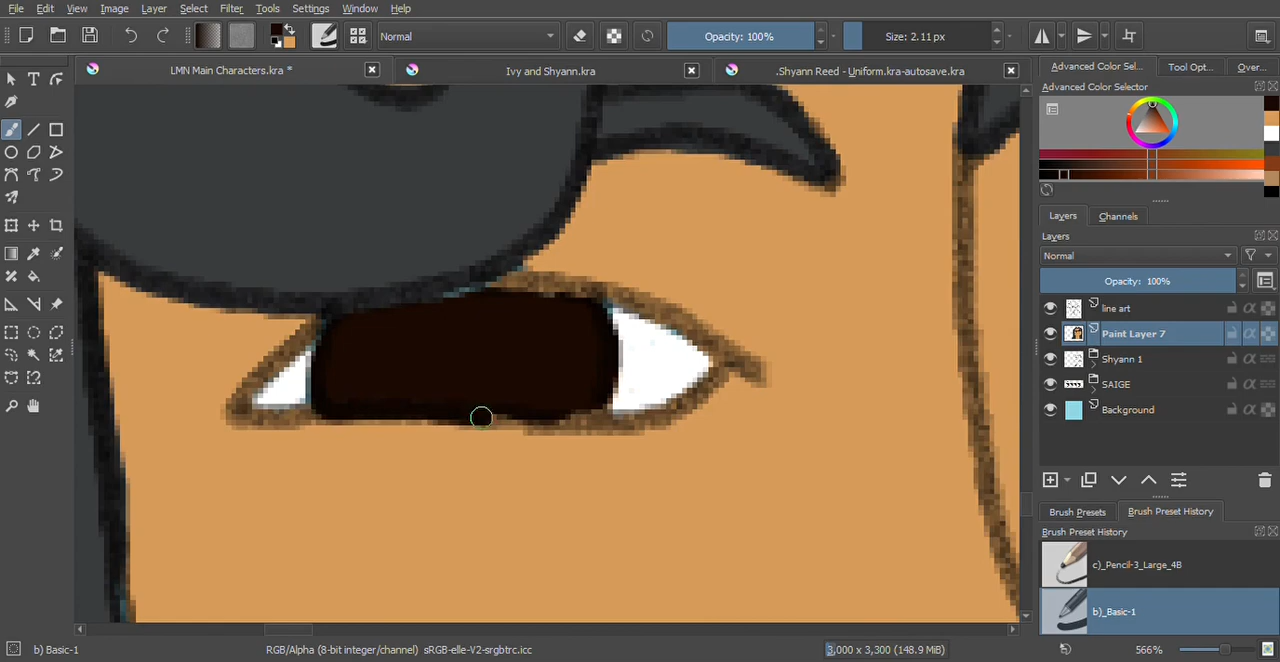 File Edit View Image Layer Select Filter Tools Settings Window Help
Normal Opacity: 100% Size: 2.11 px
LMN Main Characters.kra * Ivy and Shyann.kra .Shyann Reed - Uniform.kra-autosave.kra
Advanced Color Sel... Tool Opt... Over...
Advanced Color Selector
Layers Channels
Layers
Normal
Opacity: 100%
line art
Paint Layer 7
Shyann 1
SAIGE
Background
Brush Presets Brush Preset History
Brush Preset History
c)_Pencil-3_Large_4B
b)_Basic-1
b) Basic-1 RGB/Alpha (8-bit integer/channel) sRGB-elle-V2-srgbtrc.icc 3,000 x 3,300 (148.9 MiB) 566%